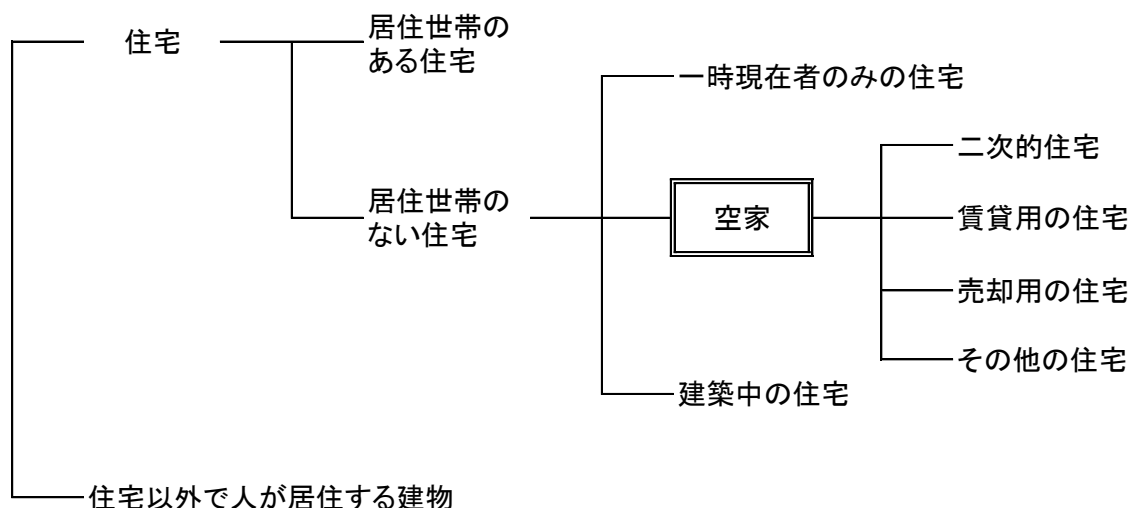 住宅
居住世帯の
ある住宅
一時現在者のみの住宅
二次的住宅
居住世帯の
ない住宅
空家
賃貸用の住宅
売却用の住宅
その他の住宅
建築中の住宅
住宅以外で人が居住する建物